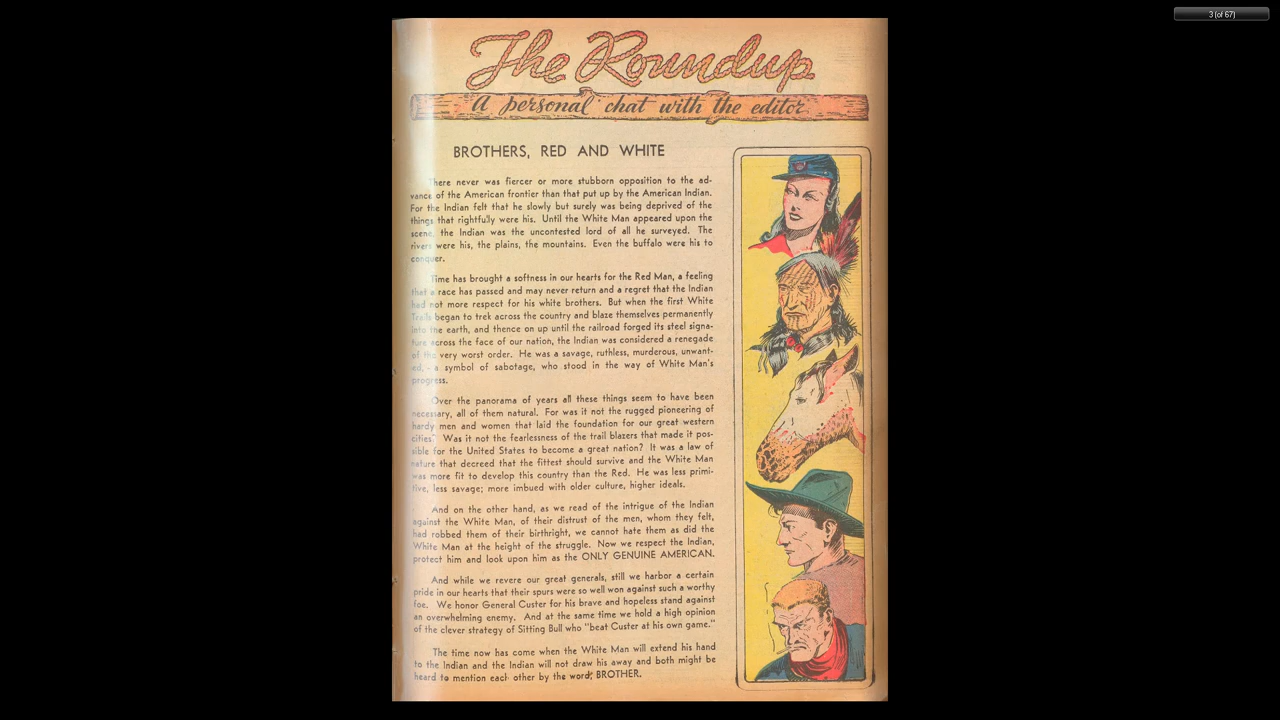 3 (of 67)
The Roundup
A personal chat with the editor
BROTHERS, RED AND WHITE
There never was fiercer or more stubborn opposition to the ad-
vance of the American frontier than that put up by the American Indian.
For the Indian felt that he slowly but surely was being deprived of the
things that rightfully were his. Until the White Man appeared upon the
scene, the Indian was the uncontested lord of all he surveyed. The
rivers were his, the plains, the mountains. Even the buffalo were his to
conquer.
Time has brought a softness in our hearts for the Red Man, a feeling
that a race has passed and may never return and a regret that the Indian
had not more respect for his white brothers. But when the first White
Trails began to trek across the country and blaze themselves permanently
into the earth, and thence on up until the railroad forged its steel signa-
ture across the face of our nation, the Indian was considered a renegade
of the very worst order. He was a savage, ruthless, murderous, unwant-
ed, - a symbol of sabotage, who stood in the way of White Man's
progress.
Over the panorama of years all these things seem to have been
necessary, all of them natural. For was it not the rugged pioneering of
hardy men and women that laid the foundation for our great western
cities? Was it not the fearlessness of the trail blazers that made it pos-
sible for the United States to become a great nation? It was a law of
nature that decreed that the fittest should survive and the White Man
was more fit to develop this country than the Red. He was less primi-
tive, less savage; more imbued with older culture, higher ideals.
And on the other hand, as we read of the intrigue of the Indian
against the White Man, of their distrust of the men, whom they felt,
had robbed them of their birthright, we cannot hate them as did the
White Man at the height of the struggle. Now we respect the Indian,
protect him and look upon him as the ONLY GENUINE AMERICAN.
And while we revere our great generals, still we harbor a certain
pride in our hearts that their spurs were so well won against such a worthy
foe. We honor General Custer for his brave and hopeless stand against
an overwhelming enemy. And at the same time we hold a high opinion
of the clever strategy of Sitting Bull who "beat Custer at his own game."
The time now has come when the White Man will extend his hand
to the Indian and the Indian will not draw his away and both might be
heard to mention each other by the word; BROTHER.